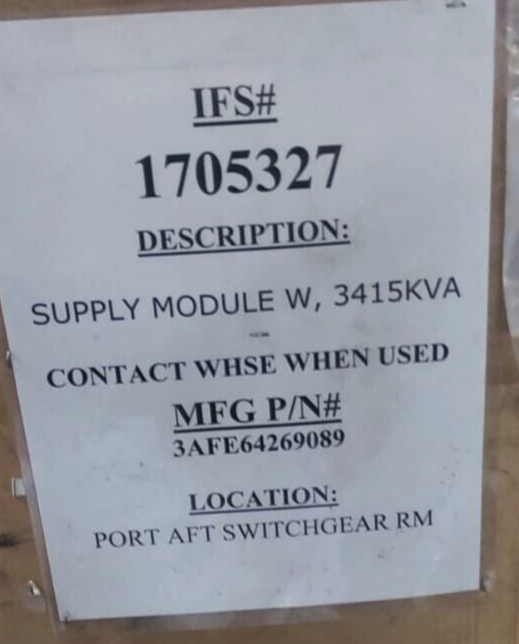 IFS#
1705327
DESCRIPTION:
SUPPLY MODULE W, 3415KVA
CONTACT WHSE WHEN USED
MFG P/N#
3AFE64269089
LOCATION:
PORT AFT SWITCHGEAR RM